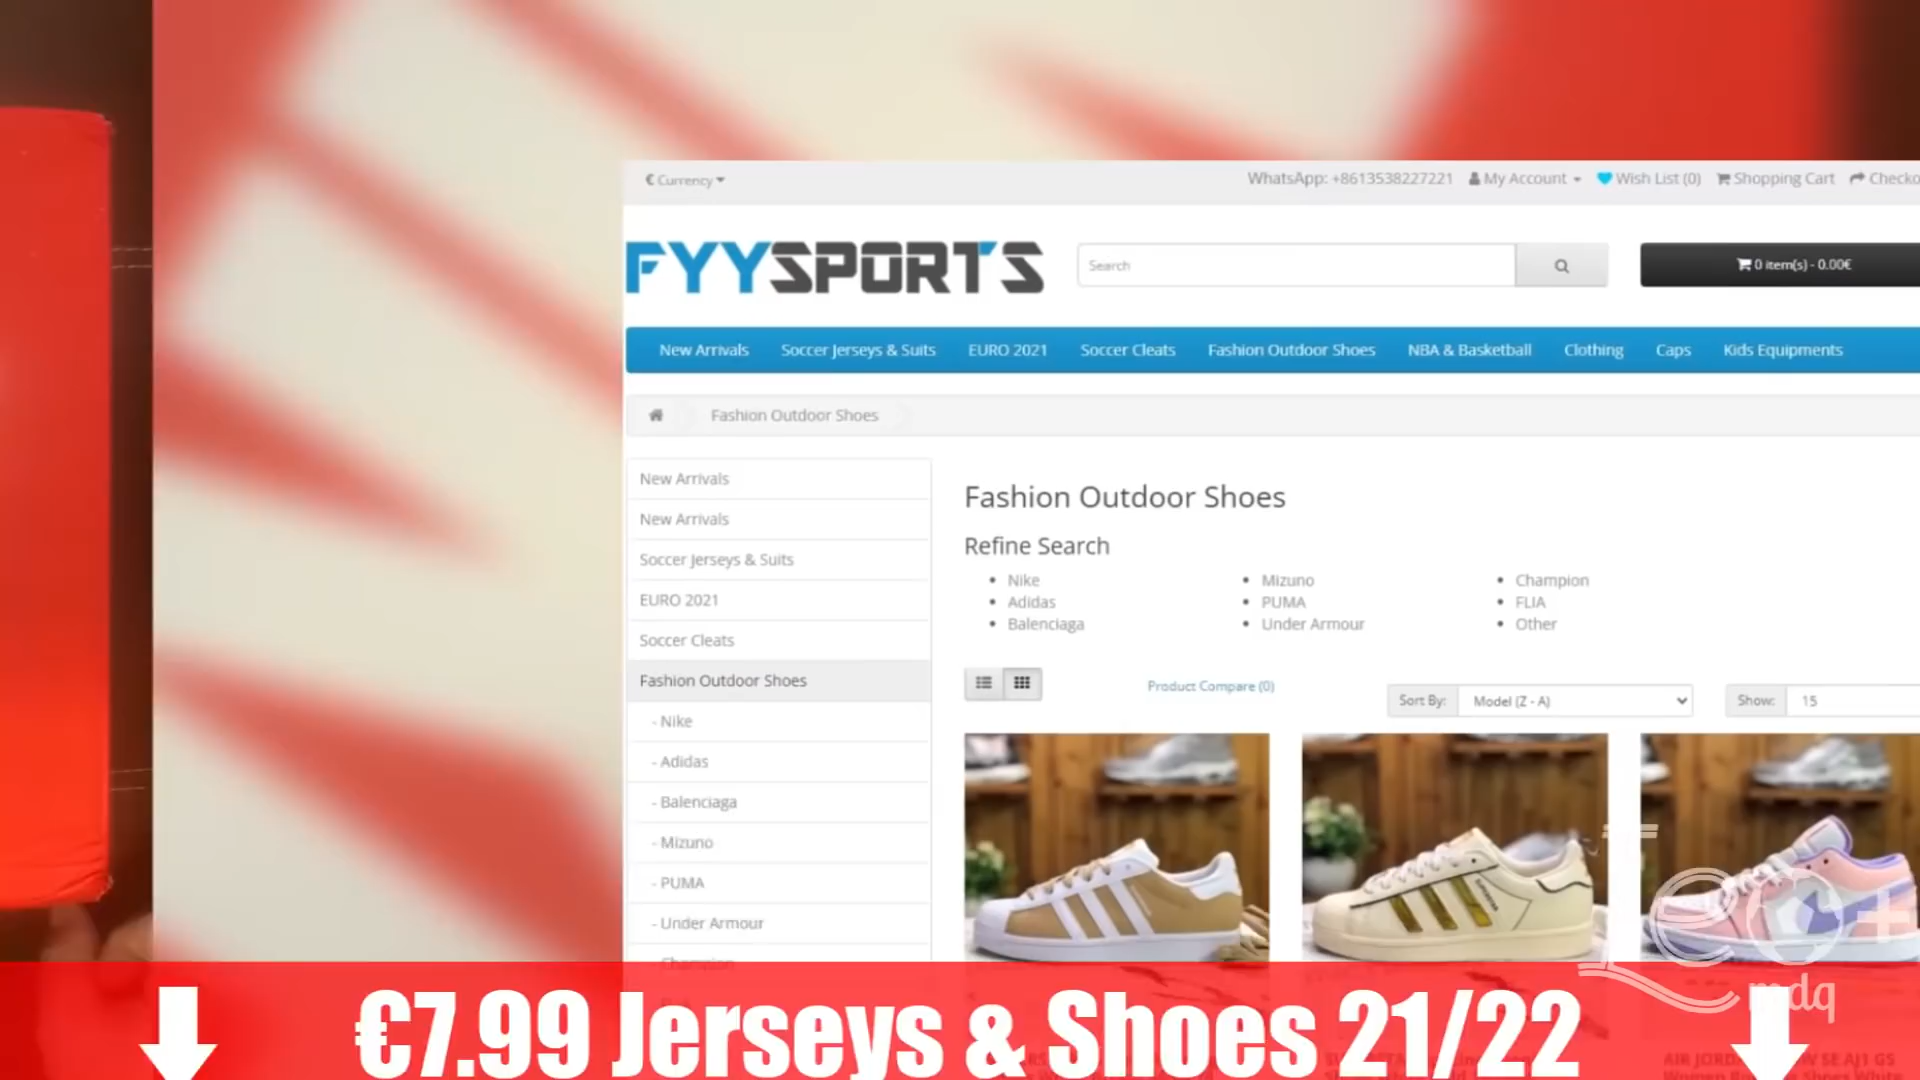 € Currency
WhatsApp: +8613538227221 My Account Wish List (0) Shopping Cart
FYYSPORTS
Search
0 item(s) - 0.00€
New Arrivals Soccer Jerseys & Suits EURO 2021 Soccer Cleats Fashion Outdoor Shoes NBA & Basketball Clothing Caps Kids Equipments
Fashion Outdoor Shoes
New Arrivals
New Arrivals
Soccer Jerseys & Suits
EURO 2021
Soccer Cleats
Fashion Outdoor Shoes
- Nike
- Adidas
- Balenciaga
- Mizuno
- PUMA
- Under Armour
Fashion Outdoor Shoes
Refine Search
• Nike
• Adidas
• Balenciaga
• Mizuno
• PUMA
• Under Armour
• Champion
• FLIA
• Other
Product Compare (0)
Sort By: Model (Z - A)
Show: 15
€7.99 Jerseys & Shoes 21/22